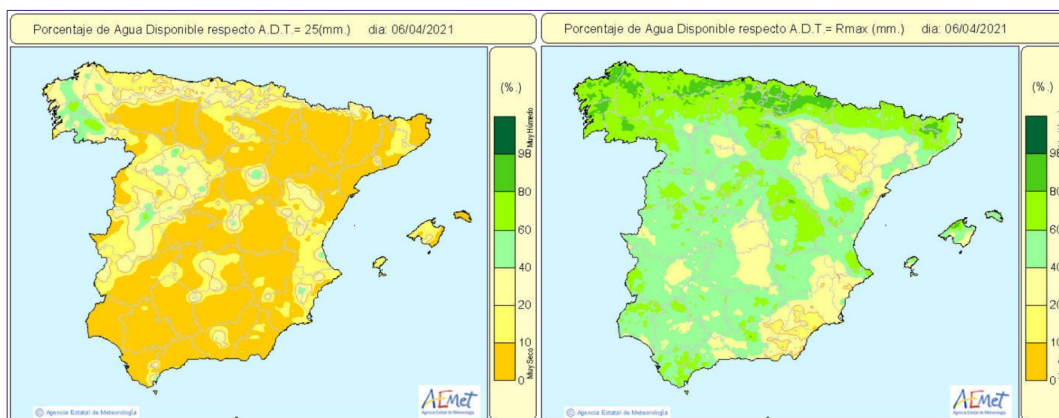 Porcentaje de Agua Disponible respecto A.D.T.= 25(mm.) dia: 06/04/2021
(%.)
Muy Húmedo
98
80
60
40
20
10
0
Muy Seco
© Agencia Estatal de Meteorología
AEMet
Agencia Estatal de Meteorología
Porcentaje de Agua Disponible respecto A.D.T.= Rmax (mm.) dia: 06/04/2021
(%.)
98
80
60
40
20
10
0
© Agencia Estatal de Meteorología
AEMet
Agencia Estatal de Meteorología